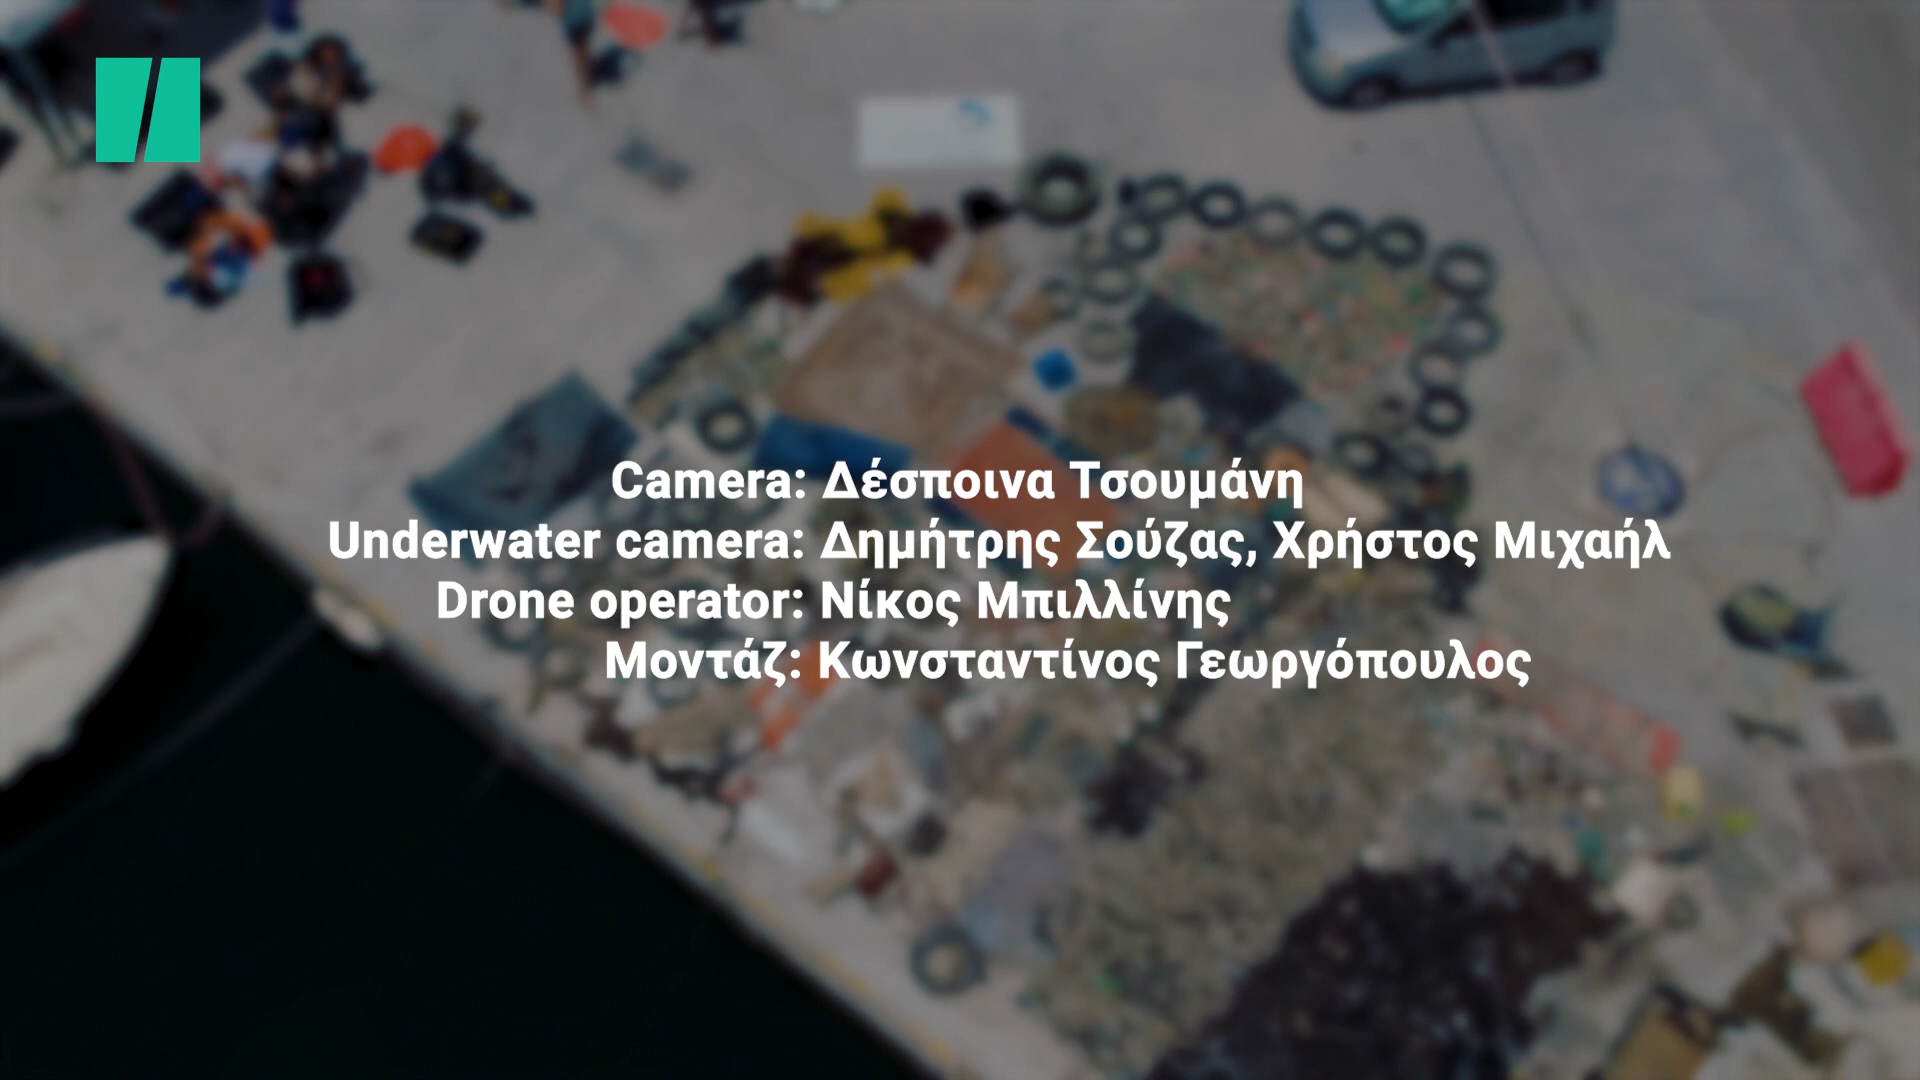 Camera: Δέσποινα Τσουμάνη
Underwater camera: Δημήτρης Σούζας, Χρήστος Μιχαήλ
Drone operator: Νίκος Μπιλλίνης
Μοντάζ: Κωνσταντίνος Γεωργόπουλος